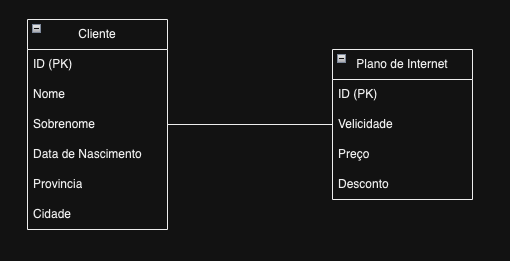 Cliente
ID (PK)
Nome
Sobrenome
Data de Nascimento
Provincia
Cidade
Plano de Internet
ID (PK)
Velicidade
Preço
Desconto